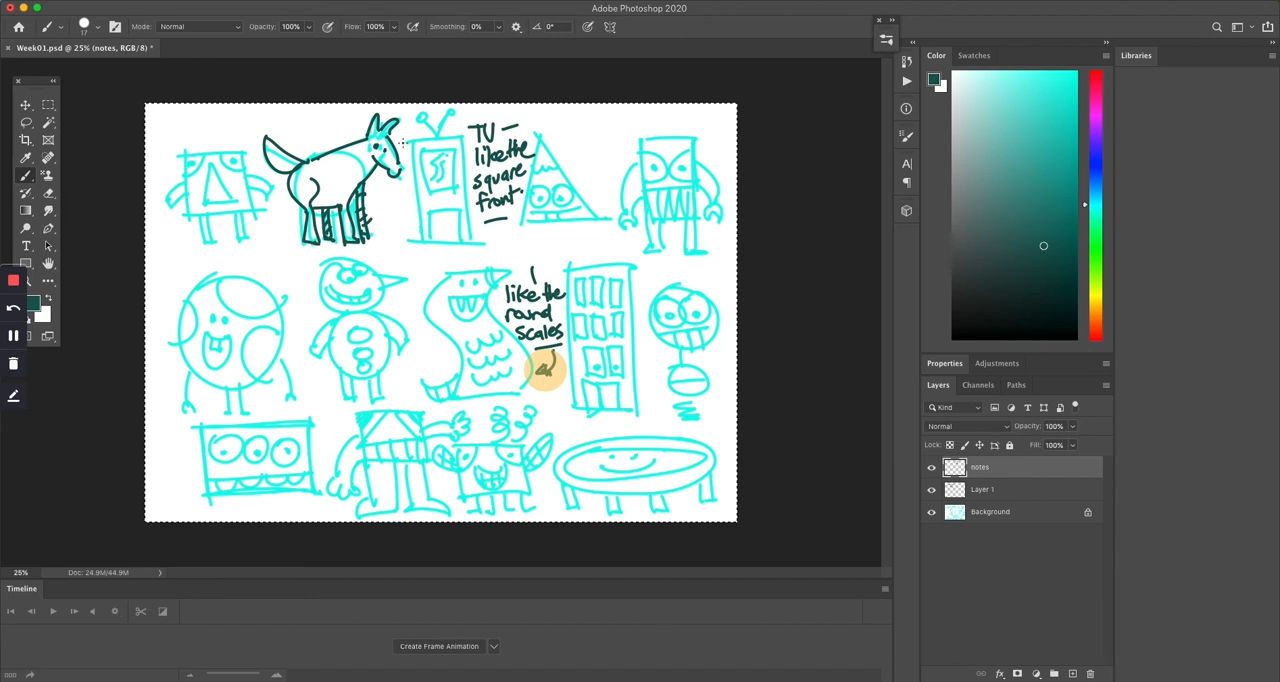 Adobe Photoshop 2020
Mode: Normal Opacity: 100% Flow: 100% Smoothing: 0% 0°
Week01.psd @ 25% (notes, RGB/8) *
Color Swatches
Libraries
TV —
like the
square
front.
I
like the
round
scales
Properties Adjustments
Layers Channels Paths
Kind
Normal Opacity: 100%
Lock: Fill: 100%
notes
Layer 1
Background
25% Doc: 24.9M/44.9M
Timeline
Create Frame Animation